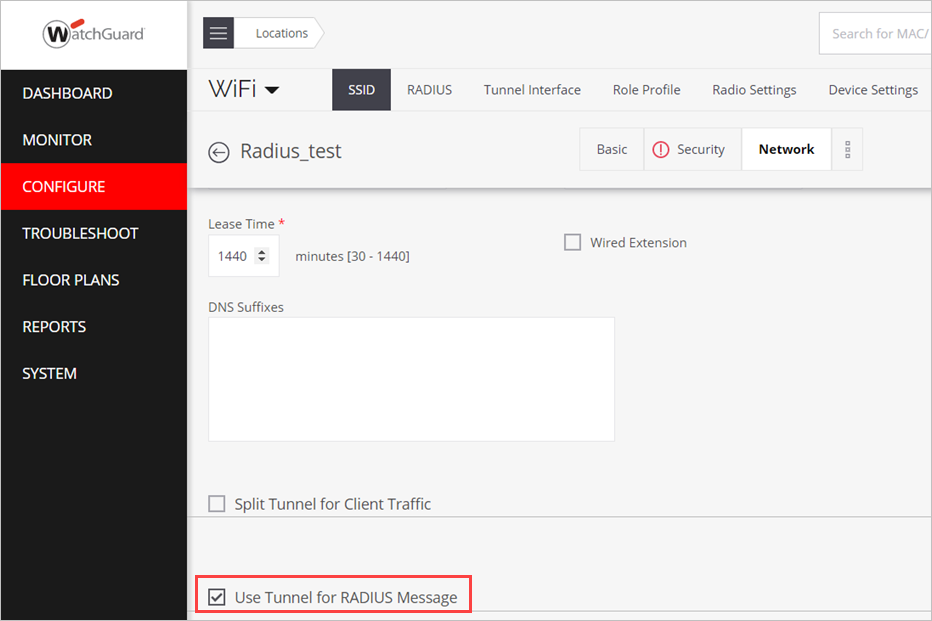 WatchGuard
Locations
Search for MAC/
DASHBOARD
MONITOR
CONFIGURE
TROUBLESHOOT
FLOOR PLANS
REPORTS
SYSTEM
WiFi SSID RADIUS Tunnel Interface Role Profile Radio Settings Device Settings
Radius_test Basic Security Network
Lease Time *
1440 minutes [30 - 1440] Wired Extension
DNS Suffixes
Split Tunnel for Client Traffic
Use Tunnel for RADIUS Message